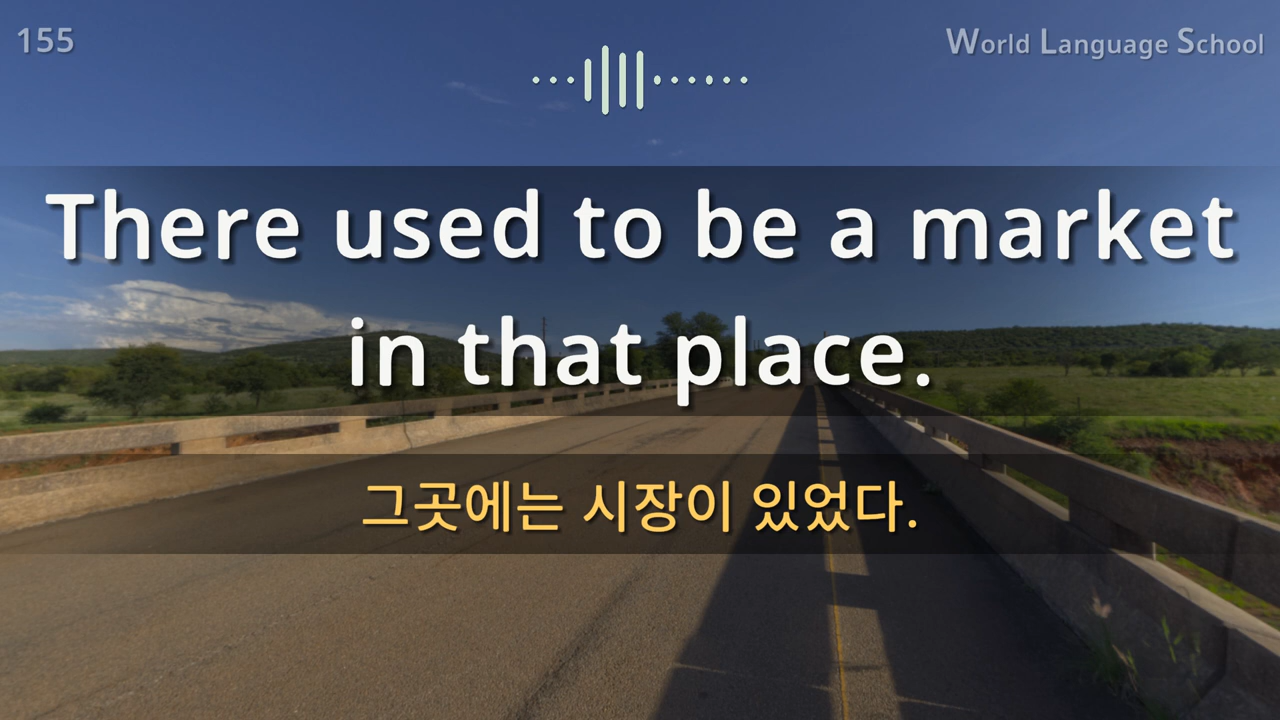 155
World Language School
There used to be a market
in that place.
그곳에는 시장이 있었다.